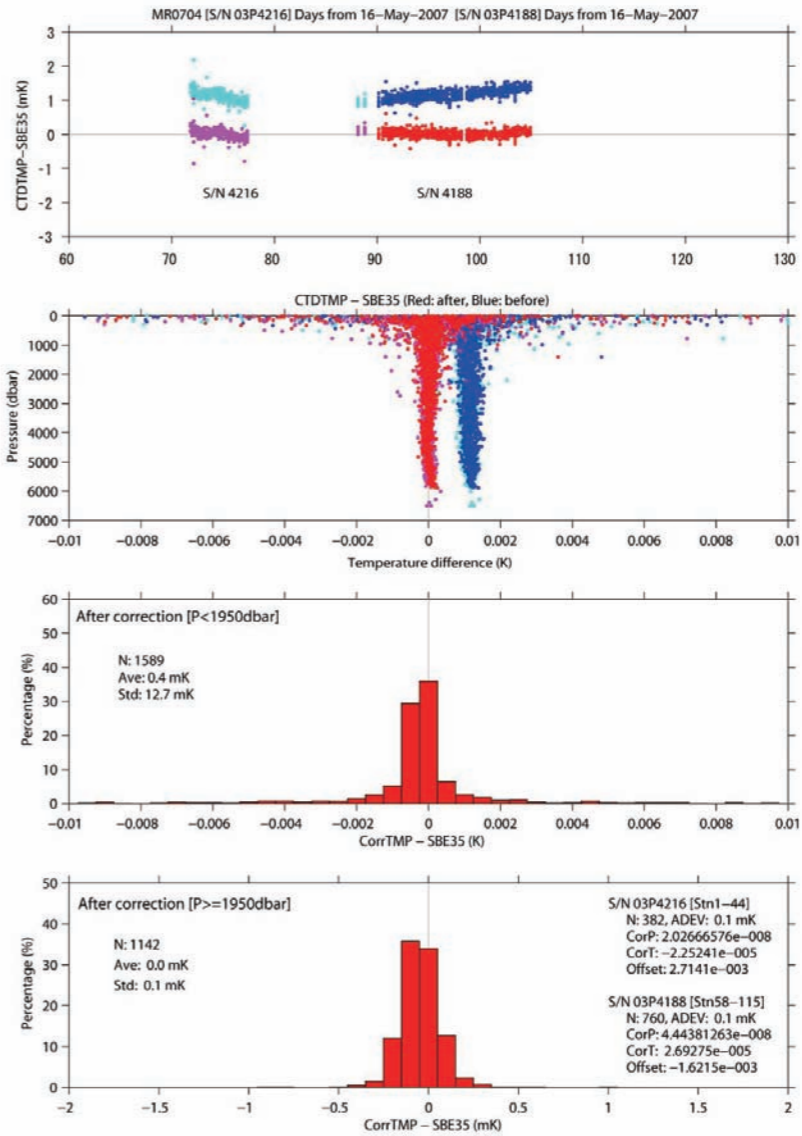 MR0704 [S/N 03P4216] Days from 16−May−2007 [S/N 03P4188] Days from 16−May−2007
CTDTMP−SBE35 (mK)
3
2
1
0
−1
−2
−3
S/N 4216
S/N 4188
60 70 80 90 100 110 120 130
CTDTMP − SBE35 (Red: after, Blue: before)
Pressure (dbar)
0
1000
2000
3000
4000
5000
6000
7000
−0.01 −0.008 −0.006 −0.004 −0.002 0 0.002 0.004 0.006 0.008 0.01
Temperature difference (K)
After correction [P<1950dbar]
N: 1589
Ave: 0.4 mK
Std: 12.7 mK
Percentage (%)
60
50
40
30
20
10
0
−0.01 −0.008 −0.006 −0.004 −0.002 0 0.002 0.004 0.006 0.008 0.01
CorrTMP − SBE35 (K)
After correction [P>=1950dbar]
N: 1142
Ave: 0.0 mK
Std: 0.1 mK
S/N 03P4216 [Stn1−44]
N: 382, ADEV: 0.1 mK
CorP: 2.02666576e−008
CorT: −2.25241e−005
Offset: 2.7141e−003
S/N 03P4188 [Stn58−115]
N: 760, ADEV: 0.1 mK
CorP: 4.44381263e−008
CorT: 2.69275e−005
Offset: −1.6215e−003
Percentage (%)
50
40
30
20
10
0
−2 −1.5 −1 −0.5 0 0.5 1 1.5 2
CorrTMP − SBE35 (mK)